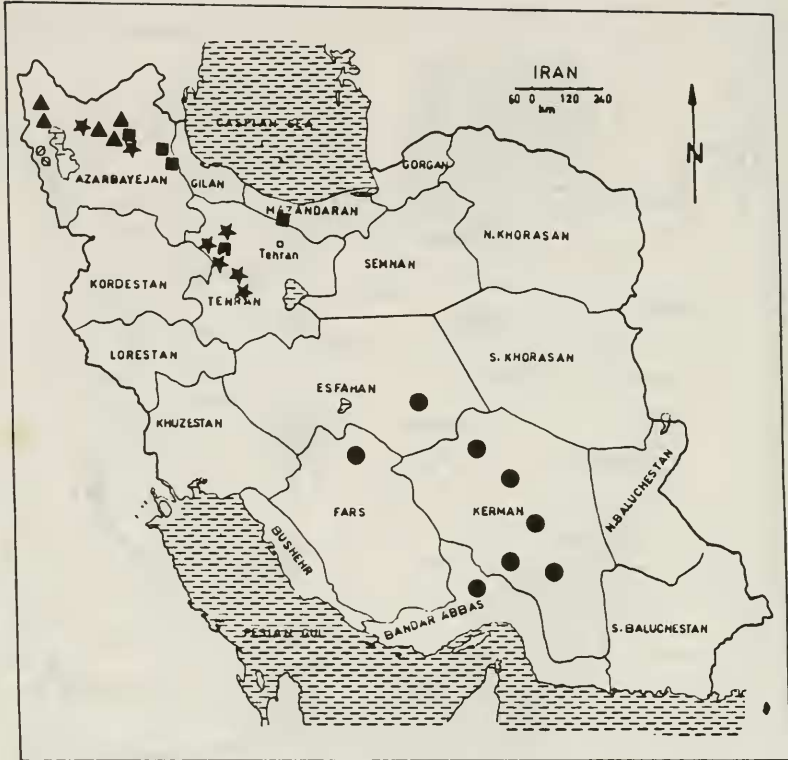 IRAN
60 0 120 240
km
N
CASPIAN SEA
GORGAN
AZARBAYEJAN
GILAN
MAZANDARAN
Tehran
N. KHORASAN
SEMNAN
KORDESTAN
TEHRAN
LORESTAN
S. KHORASAN
ESFAHAN
KHUZESTAN
FARS
KERMAN
N. BALUCHESTAN
BUSHEHR
BANDAR ABBAS
S. BALUCHESTAN